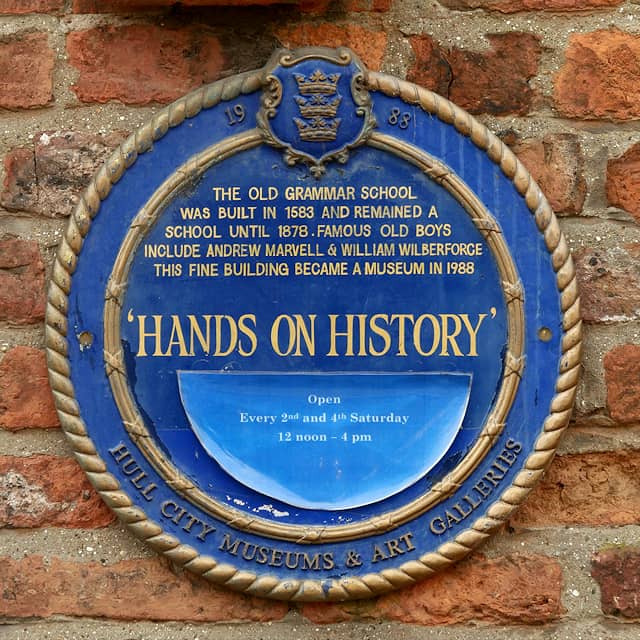 19 88
THE OLD GRAMMAR SCHOOL
WAS BUILT IN 1583 AND REMAINED A
SCHOOL UNTIL 1878. FAMOUS OLD BOYS
INCLUDE ANDREW MARVELL & WILLIAM WILBERFORCE
THIS FINE BUILDING BECAME A MUSEUM IN 1988
'HANDS ON HISTORY'
Open
Every 2nd and 4th Saturday
12 noon – 4 pm
HULL CITY MUSEUMS & ART GALLERIES